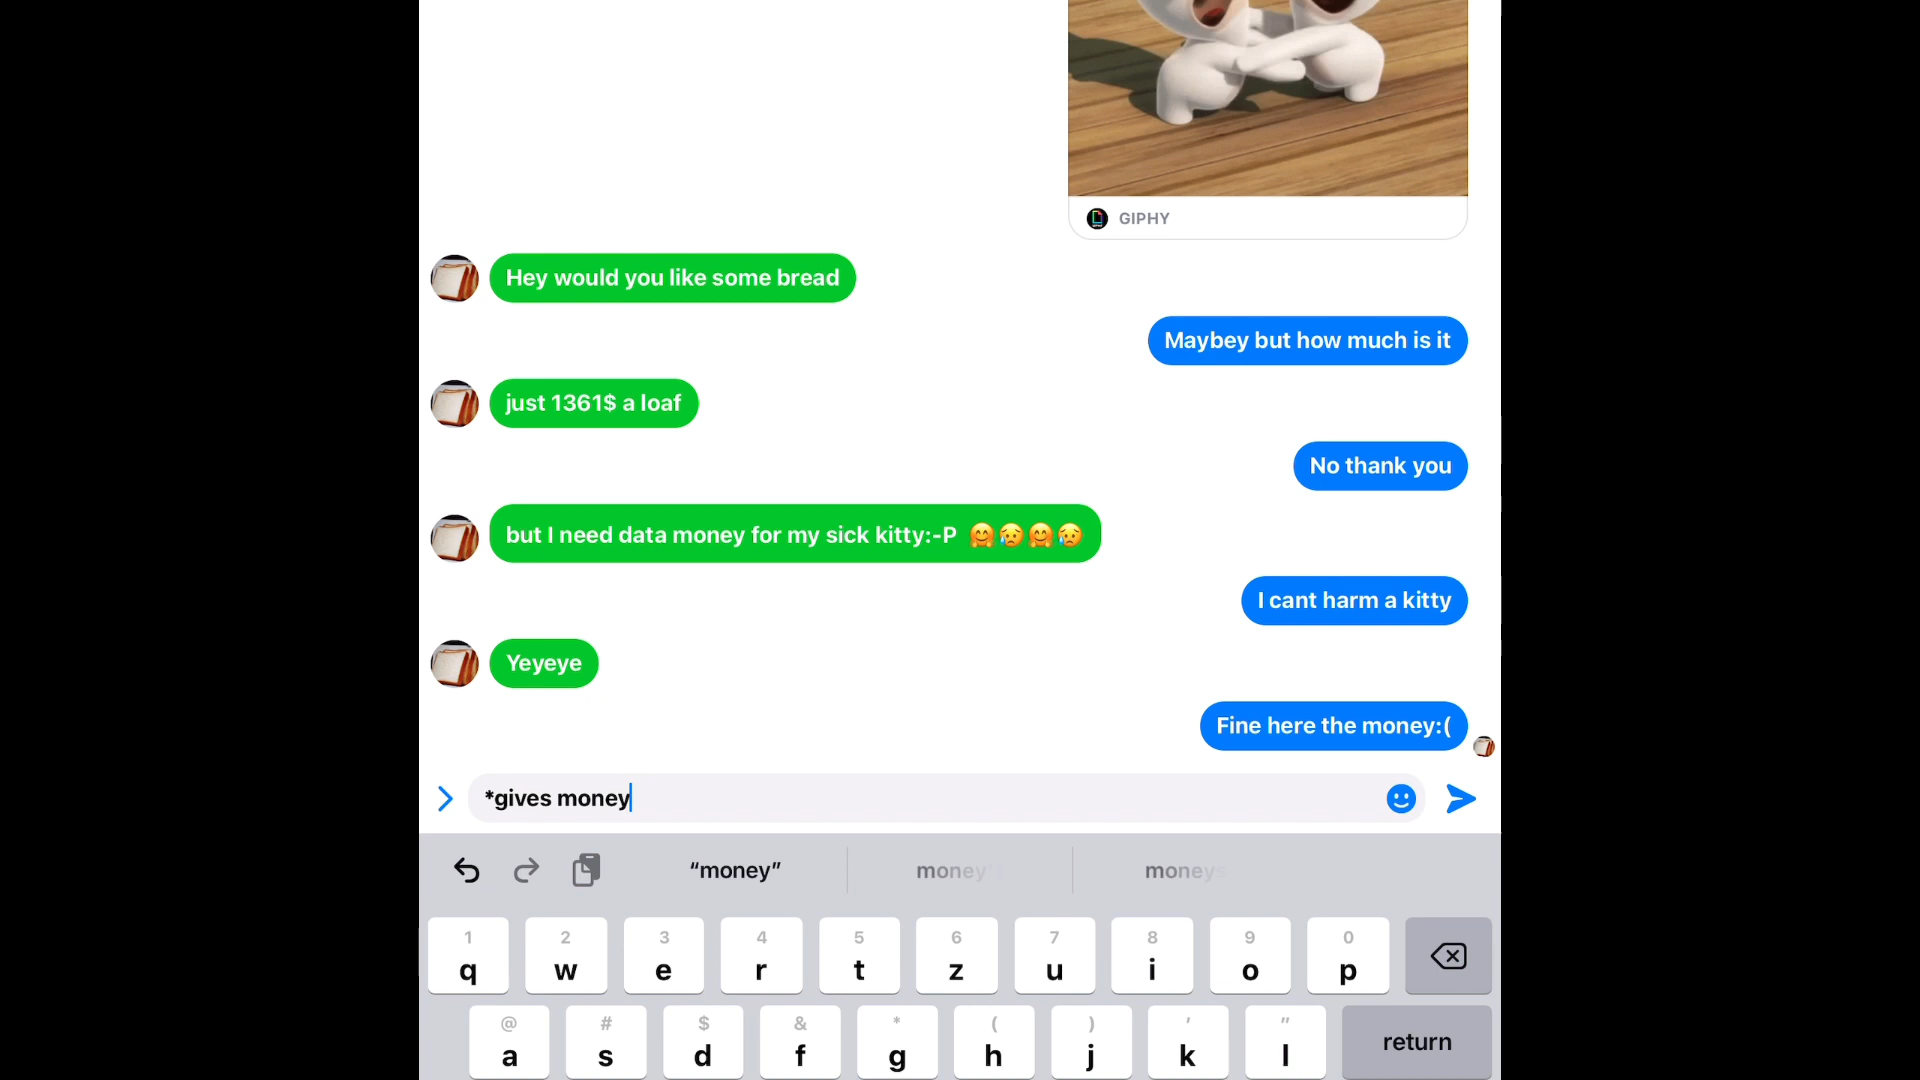 GIPHY
Hey would you like some bread
Maybey but how much is it
just 1361$ a loaf
No thank you
but I need data money for my sick kitty:-P 🤗😥🤗😥
I cant harm a kitty
Yeyeye
Fine here the money:(
*gives money
“money” money moneys
1 2 3 4 5 6 7 8 9 0
q w e r t z u i o p
@ # $ & * ( ) ' "
a s d f g h j k l return